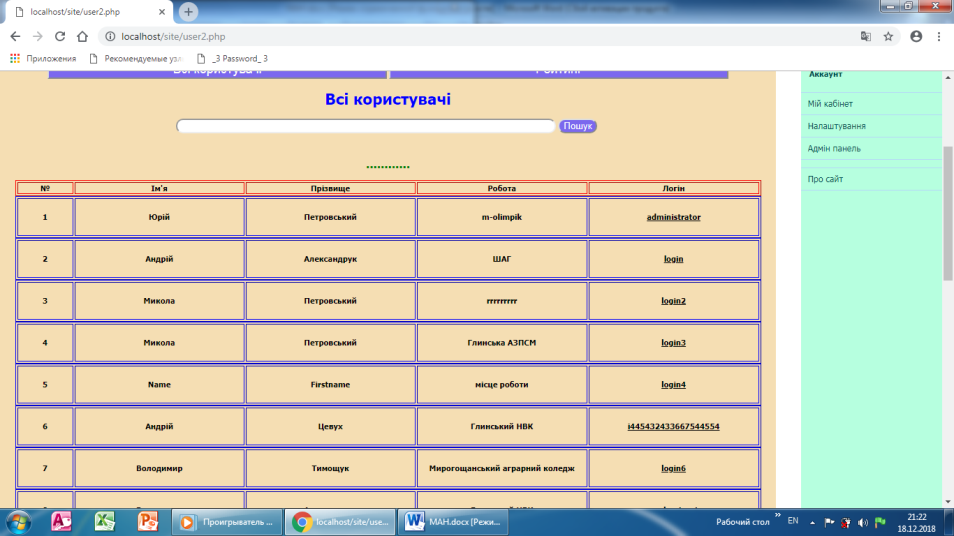 localhost/site/user2.php
localhost/site/user2.php
Приложения Рекомендуемые узл _3 Password_ 3
Всі користувачі
Рейтинг
Всі користувачі
Пошук
************
№ Ім'я Прізвище Робота Логін
1 Юрій Петровський m-olimpik administrator
2 Андрій Александрук ШАГ login
3 Микола Петровський rrrrrrrrr login2
4 Микола Петровський Глинська АЗПСМ login3
5 Name Firstname місце роботи login4
6 Андрій Цевух Глинський НВК i445432433667544554
7 Володимир Тимощук Мирогощанський аграрний коледж login6
Аккаунт
Мій кабінет
Налаштування
Адмін панель
Про сайт
Проигрыватель ...
localhost/site/use...
МАН.docx [Режи...
Рабочий стол
EN
21:22
18.12.2018